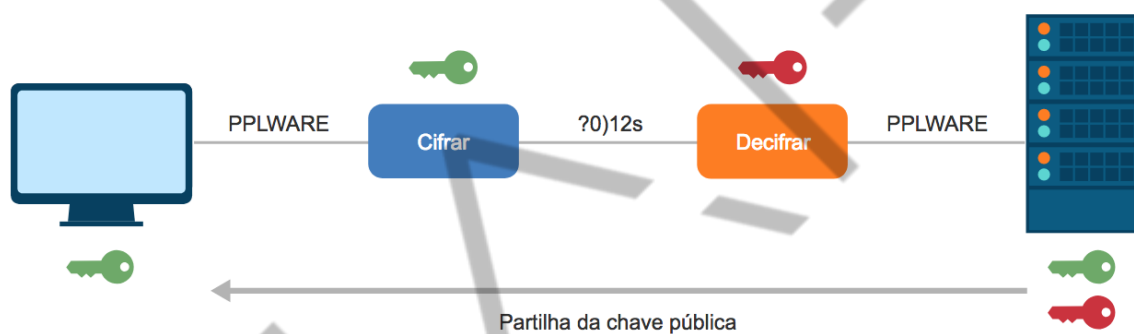 PPLWARE
Cifrar
?0)12s
Decifrar
PPLWARE
Partilha da chave pública